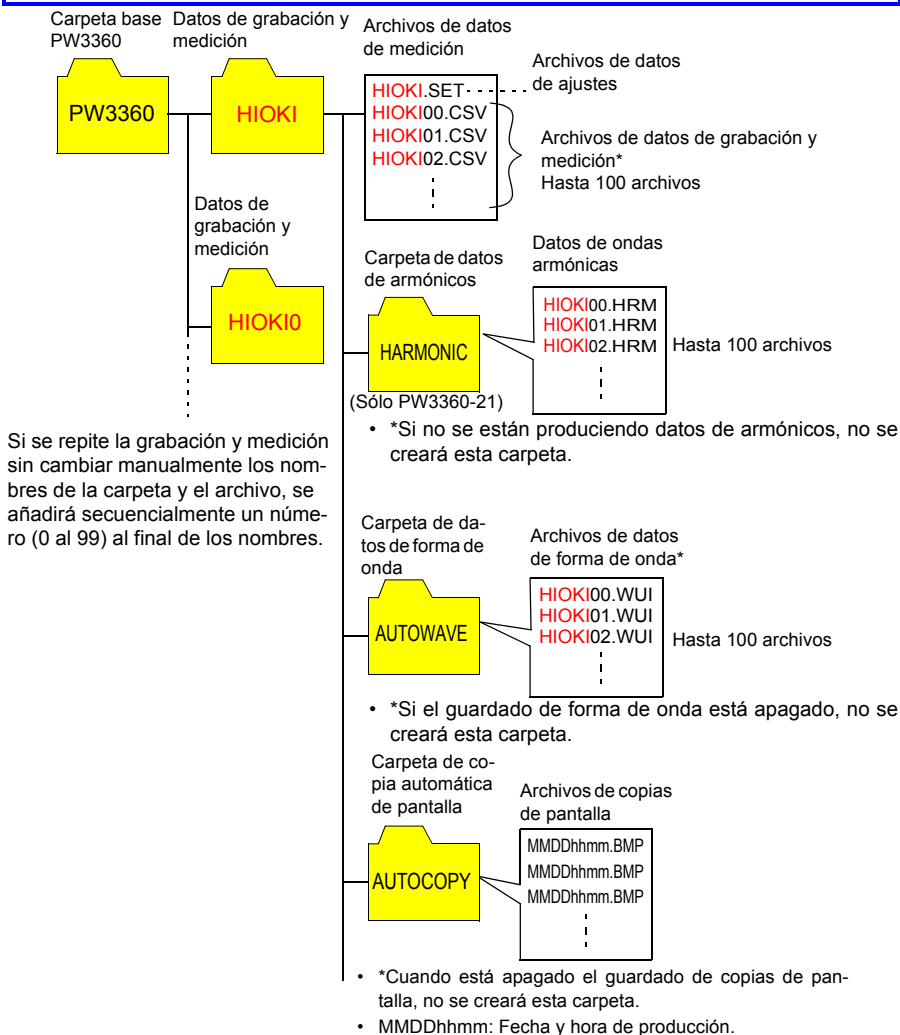 Carpeta base
PW3360
Datos de grabación y
medición
Archivos de datos
de medición
PW3360
HIOKI
HIOKI.SET
HIOKI00.CSV
HIOKI01.CSV
HIOKI02.CSV
Archivos de datos
de ajustes
Archivos de datos de grabación y
medición*
Hasta 100 archivos
Datos de
grabación y
medición
HIOKI0
Carpeta de datos
de armónicos
HARMONIC
(Sólo PW3360-21)
Datos de ondas
armónicas
HIOKI00.HRM
HIOKI01.HRM
HIOKI02.HRM
Hasta 100 archivos
• *Si no se están produciendo datos de armónicos, no se
creará esta carpeta.
Si se repite la grabación y medición
sin cambiar manualmente los nom-
bres de la carpeta y el archivo, se
añadirá secuencialmente un núme-
ro (0 al 99) al final de los nombres.
Carpeta de da-
tos de forma de
onda
AUTOWAVE
Archivos de datos
de forma de onda*
HIOKI00.WUI
HIOKI01.WUI
HIOKI02.WUI
Hasta 100 archivos
• *Si el guardado de forma de onda está apagado, no se
creará esta carpeta.
Carpeta de co-
pia automática
de pantalla
AUTOCOPY
Archivos de copias
de pantalla
MMDDhhmm.BMP
MMDDhhmm.BMP
MMDDhhmm.BMP
• *Cuando está apagado el guardado de copias de pan-
talla, no se creará esta carpeta.
• MMDDhhmm: Fecha y hora de producción.